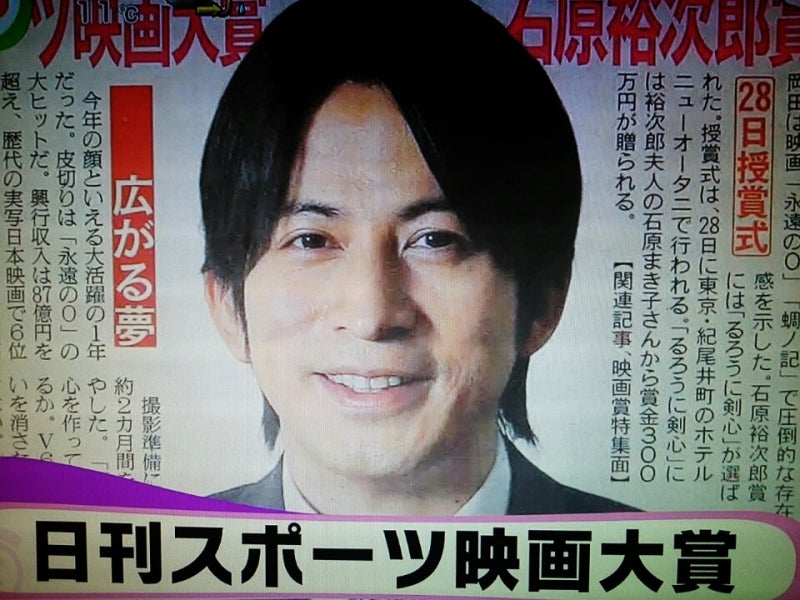 11℃
ツ映画大賞
石原裕次郎賞
28日授賞式
岡田は映画「永遠の0」「蜩ノ記」で圧倒的な存在
感を示した。石原裕次郎賞
には「るろうに剣心」が選ば
れた。授賞式は、28日に東京・紀尾井町のホテル
ニューオータニで行われる。「るろうに剣心」に
は裕次郎夫人の石原まき子さんから賞金300
万円が贈られる。
【関連記事、映画賞特集面】
広がる夢
今年の顔といえる大活躍の1年
だった。皮切りは「永遠の0」の
大ヒットだ。興行収入は87億円を
超え、歴代の実写日本映画で6位
撮影準備に
約2カ月間
やした。「
心を作って
るか。V6
いを消さ
日刊スポーツ映画大賞